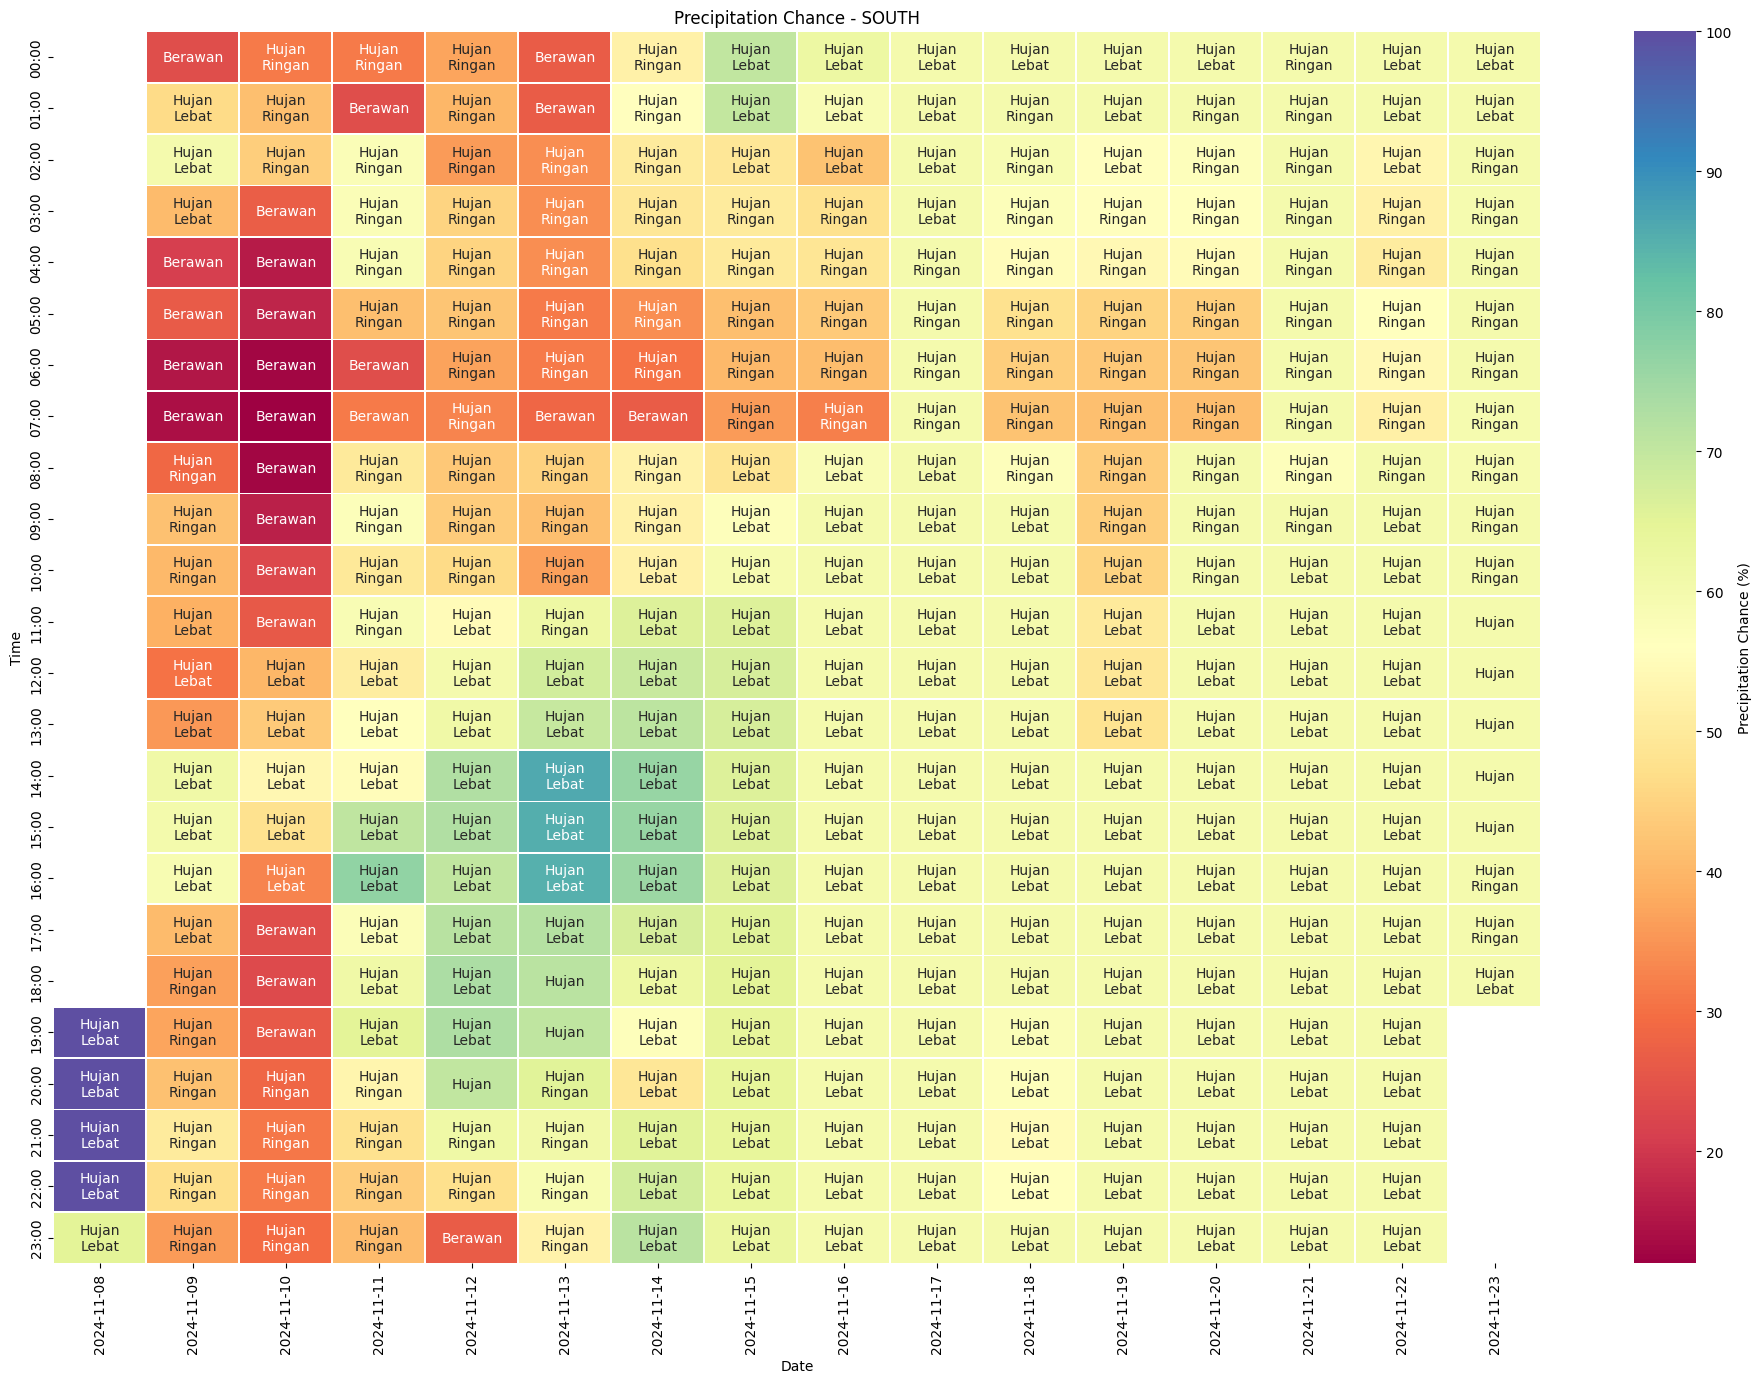 Precipitation Chance - SOUTH
00:00 Berawan Hujan Ringan Hujan Ringan Hujan Ringan Berawan Hujan Ringan Hujan Lebat Hujan Lebat Hujan Lebat Hujan Lebat Hujan Lebat Hujan Lebat Hujan Ringan Hujan Lebat Hujan Lebat
01:00 Hujan Lebat Hujan Ringan Berawan Hujan Ringan Berawan Hujan Ringan Hujan Lebat Hujan Lebat Hujan Lebat Hujan Ringan Hujan Lebat Hujan Ringan Hujan Ringan Hujan Lebat Hujan Lebat
02:00 Hujan Lebat Hujan Ringan Hujan Ringan Hujan Ringan Hujan Ringan Hujan Ringan Hujan Lebat Hujan Lebat Hujan Lebat Hujan Ringan Hujan Lebat Hujan Ringan Hujan Ringan Hujan Lebat Hujan Ringan
03:00 Hujan Lebat Berawan Hujan Ringan Hujan Ringan Hujan Ringan Hujan Ringan Hujan Ringan Hujan Ringan Hujan Lebat Hujan Ringan Hujan Ringan Hujan Ringan Hujan Ringan Hujan Ringan Hujan Ringan
04:00 Berawan Berawan Hujan Ringan Hujan Ringan Hujan Ringan Hujan Ringan Hujan Ringan Hujan Ringan Hujan Ringan Hujan Ringan Hujan Ringan Hujan Ringan Hujan Ringan Hujan Ringan Hujan Ringan
05:00 Berawan Berawan Hujan Ringan Hujan Ringan Hujan Ringan Hujan Ringan Hujan Ringan Hujan Ringan Hujan Ringan Hujan Ringan Hujan Ringan Hujan Ringan Hujan Ringan Hujan Ringan Hujan Ringan
06:00 Berawan Berawan Berawan Hujan Ringan Hujan Ringan Hujan Ringan Hujan Ringan Hujan Ringan Hujan Ringan Hujan Ringan Hujan Ringan Hujan Ringan Hujan Ringan Hujan Ringan Hujan Ringan
07:00 Berawan Berawan Berawan Hujan Ringan Berawan Berawan Hujan Ringan Hujan Ringan Hujan Ringan Hujan Ringan Hujan Ringan Hujan Ringan Hujan Ringan Hujan Ringan Hujan Ringan
08:00 Hujan Ringan Berawan Hujan Ringan Hujan Ringan Hujan Ringan Hujan Ringan Hujan Lebat Hujan Lebat Hujan Lebat Hujan Ringan Hujan Ringan Hujan Ringan Hujan Ringan Hujan Ringan Hujan Ringan
09:00 Hujan Ringan Berawan Hujan Ringan Hujan Ringan Hujan Ringan Hujan Ringan Hujan Lebat Hujan Lebat Hujan Lebat Hujan Lebat Hujan Ringan Hujan Ringan Hujan Ringan Hujan Lebat Hujan Ringan
10:00 Hujan Ringan Berawan Hujan Ringan Hujan Ringan Hujan Ringan Hujan Lebat Hujan Lebat Hujan Lebat Hujan Lebat Hujan Lebat Hujan Lebat Hujan Ringan Hujan Lebat Hujan Lebat Hujan Ringan
11:00 Hujan Lebat Berawan Hujan Ringan Hujan Lebat Hujan Ringan Hujan Lebat Hujan Lebat Hujan Lebat Hujan Lebat Hujan Lebat Hujan Lebat Hujan Lebat Hujan Lebat Hujan Lebat Hujan
12:00 Hujan Lebat Hujan Lebat Hujan Lebat Hujan Lebat Hujan Lebat Hujan Lebat Hujan Lebat Hujan Lebat Hujan Lebat Hujan Lebat Hujan Lebat Hujan Lebat Hujan Lebat Hujan Lebat Hujan
13:00 Hujan Lebat Hujan Lebat Hujan Lebat Hujan Lebat Hujan Lebat Hujan Lebat Hujan Lebat Hujan Lebat Hujan Lebat Hujan Lebat Hujan Lebat Hujan Lebat Hujan Lebat Hujan Lebat Hujan
14:00 Hujan Lebat Hujan Lebat Hujan Lebat Hujan Lebat Hujan Lebat Hujan Lebat Hujan Lebat Hujan Lebat Hujan Lebat Hujan Lebat Hujan Lebat Hujan Lebat Hujan Lebat Hujan Lebat Hujan
15:00 Hujan Lebat Hujan Lebat Hujan Lebat Hujan Lebat Hujan Lebat Hujan Lebat Hujan Lebat Hujan Lebat Hujan Lebat Hujan Lebat Hujan Lebat Hujan Lebat Hujan Lebat Hujan Lebat Hujan
16:00 Hujan Lebat Hujan Lebat Hujan Lebat Hujan Lebat Hujan Lebat Hujan Lebat Hujan Lebat Hujan Lebat Hujan Lebat Hujan Lebat Hujan Lebat Hujan Lebat Hujan Lebat Hujan Lebat Hujan Ringan
17:00 Hujan Lebat Berawan Hujan Lebat Hujan Lebat Hujan Lebat Hujan Lebat Hujan Lebat Hujan Lebat Hujan Lebat Hujan Lebat Hujan Lebat Hujan Lebat Hujan Lebat Hujan Lebat Hujan Ringan
18:00 Hujan Ringan Berawan Hujan Lebat Hujan Lebat Hujan Hujan Lebat Hujan Lebat Hujan Lebat Hujan Lebat Hujan Lebat Hujan Lebat Hujan Lebat Hujan Lebat Hujan Lebat Hujan Lebat
19:00 Hujan Lebat Hujan Ringan Berawan Hujan Lebat Hujan Lebat Hujan Hujan Lebat Hujan Lebat Hujan Lebat Hujan Lebat Hujan Lebat Hujan Lebat Hujan Lebat Hujan Lebat Hujan Lebat
20:00 Hujan Lebat Hujan Ringan Hujan Ringan Hujan Ringan Hujan Hujan Ringan Hujan Lebat Hujan Lebat Hujan Lebat Hujan Lebat Hujan Lebat Hujan Lebat Hujan Lebat Hujan Lebat Hujan Lebat
21:00 Hujan Lebat Hujan Ringan Hujan Ringan Hujan Ringan Hujan Ringan Hujan Ringan Hujan Lebat Hujan Lebat Hujan Lebat Hujan Lebat Hujan Lebat Hujan Lebat Hujan Lebat Hujan Lebat Hujan Lebat
22:00 Hujan Lebat Hujan Ringan Hujan Ringan Hujan Ringan Hujan Ringan Hujan Ringan Hujan Lebat Hujan Lebat Hujan Lebat Hujan Lebat Hujan Lebat Hujan Lebat Hujan Lebat Hujan Lebat Hujan Lebat
23:00 Hujan Lebat Hujan Ringan Hujan Ringan Hujan Ringan Berawan Hujan Ringan Hujan Lebat Hujan Lebat Hujan Lebat Hujan Lebat Hujan Lebat Hujan Lebat Hujan Lebat Hujan Lebat Hujan Lebat
2024-11-08 2024-11-09 2024-11-10 2024-11-11 2024-11-12 2024-11-13 2024-11-14 2024-11-15 2024-11-16 2024-11-17 2024-11-18 2024-11-19 2024-11-20 2024-11-21 2024-11-22 2024-11-23
Date
Time
100
90
80
70
60
50
40
30
20
Precipitation Chance (%)